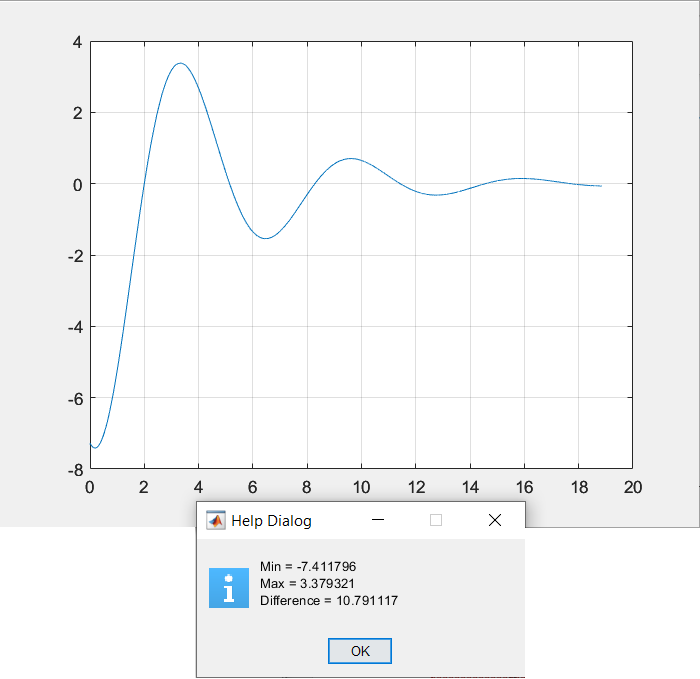 4
2
0
-2
-4
-6
-8
0 2 4 6 8 10 12 14 16 18 20
Help Dialog
Min = -7.411796
Max = 3.379321
Difference = 10.791117
OK